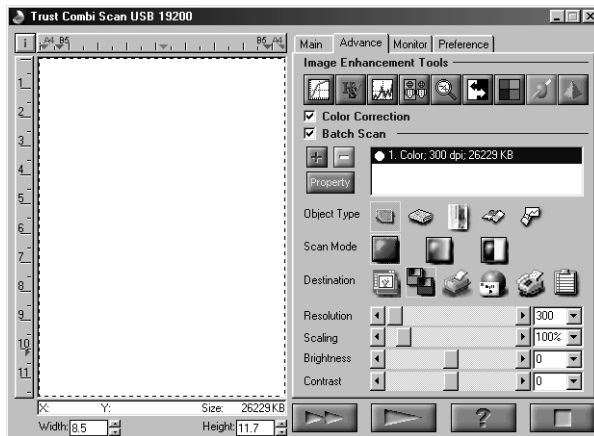 Trust Combi Scan USB 19200
i A4 B5 B5 A4
Main Advance Monitor Preference
Image Enhancement Tools
Color Correction
Batch Scan
+ -
1. Color; 300 dpi; 26229 KB
Property
Object Type
Scan Mode
Destination
Resolution 300
Scaling 100%
Brightness 0
Contrast 0
1
2
3
4
5
6
7
8
9
10
11
X: Y: Size: 26229KB
Width: 8.5 Height: 11.7
?